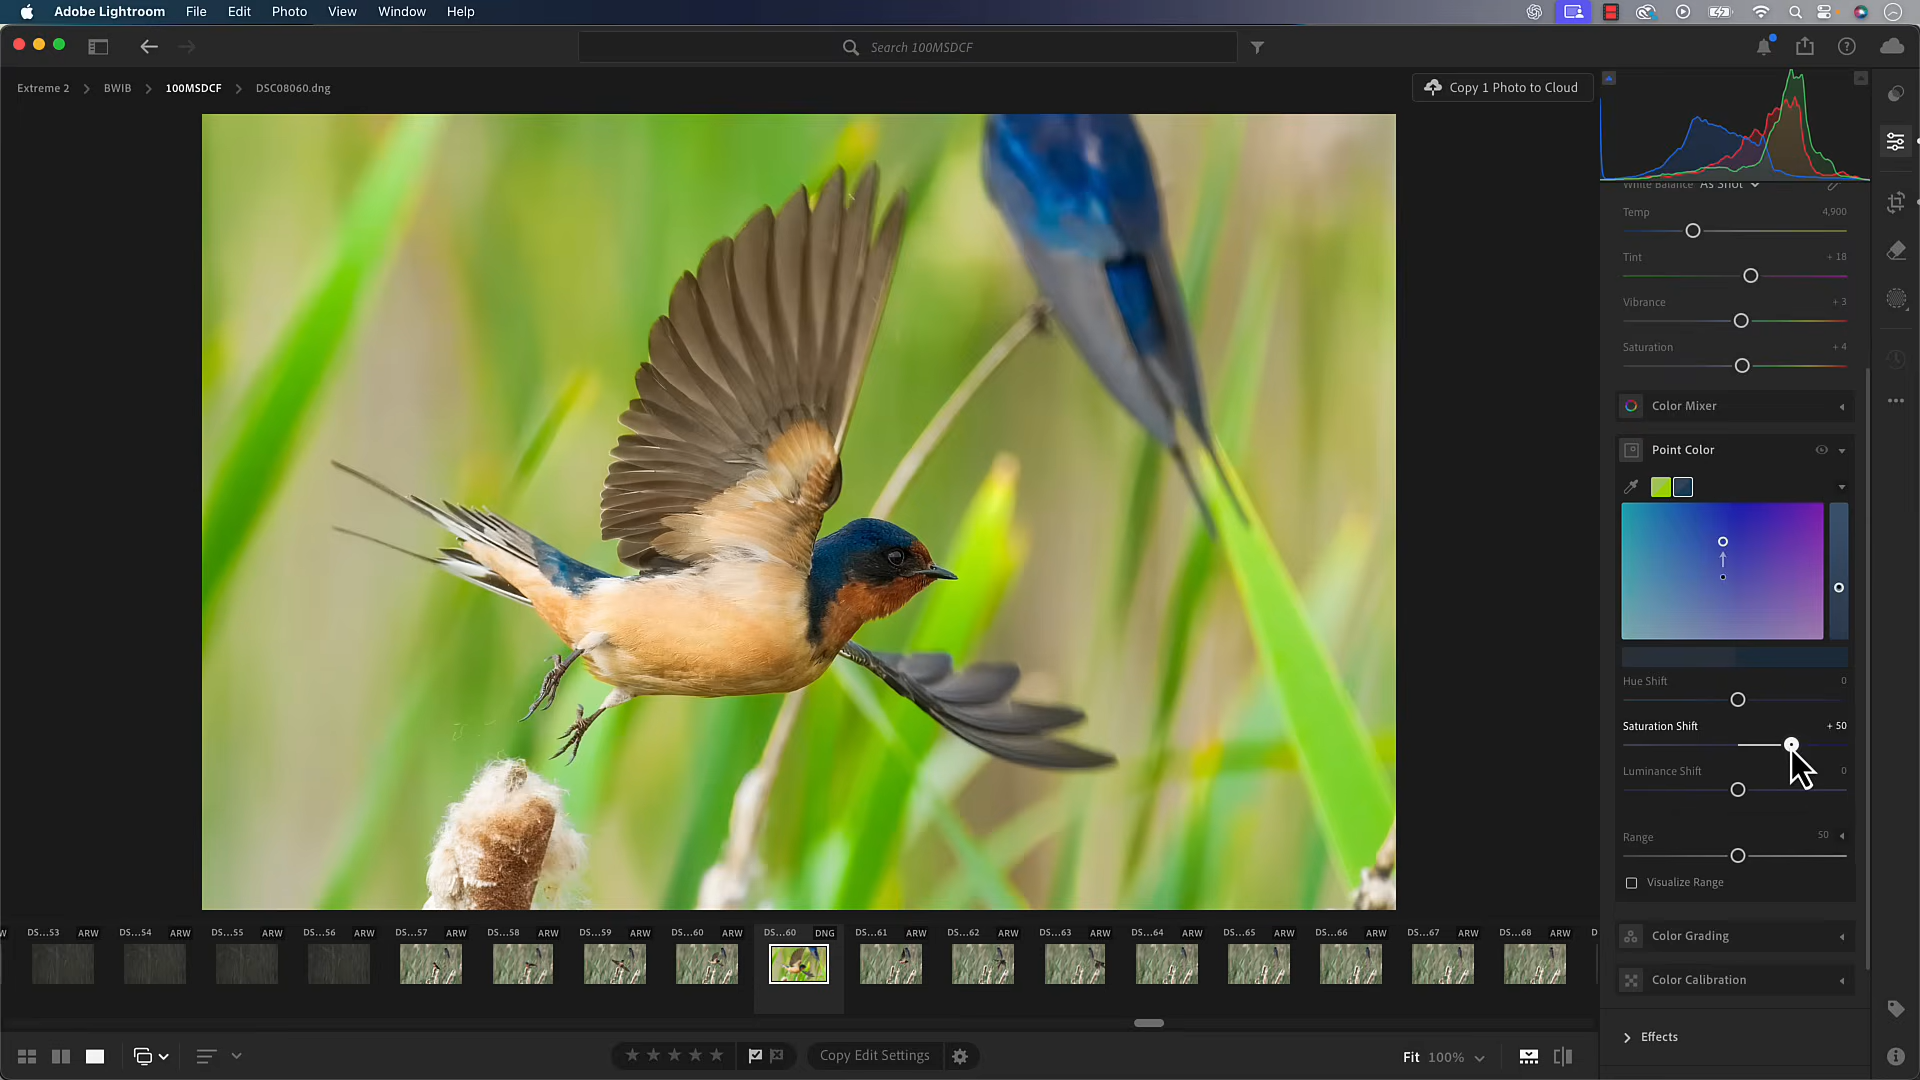 Adobe Lightroom File Edit Photo View Window Help
Search 100MSDCF
Extreme 2 BWIB 100MSDCF DSC08060.dng
Copy 1 Photo to Cloud
White Balance As Shot
Temp 4,900
Tint + 18
Vibrance + 3
Saturation + 4
Color Mixer
Point Color
Hue Shift 0
Saturation Shift + 50
Luminance Shift 0
Range 50
Visualize Range
Color Grading
Color Calibration
Effects
W DS...53 ARW DS...54 ARW DS...55 ARW DS...56 ARW DS...57 ARW DS...58 ARW DS...59 ARW DS...60 ARW DS...60 DNG DS...61 ARW DS...62 ARW DS...63 ARW DS...64 ARW DS...65 ARW DS...66 ARW DS...67 ARW DS...68 ARW D
Copy Edit Settings
Fit 100%